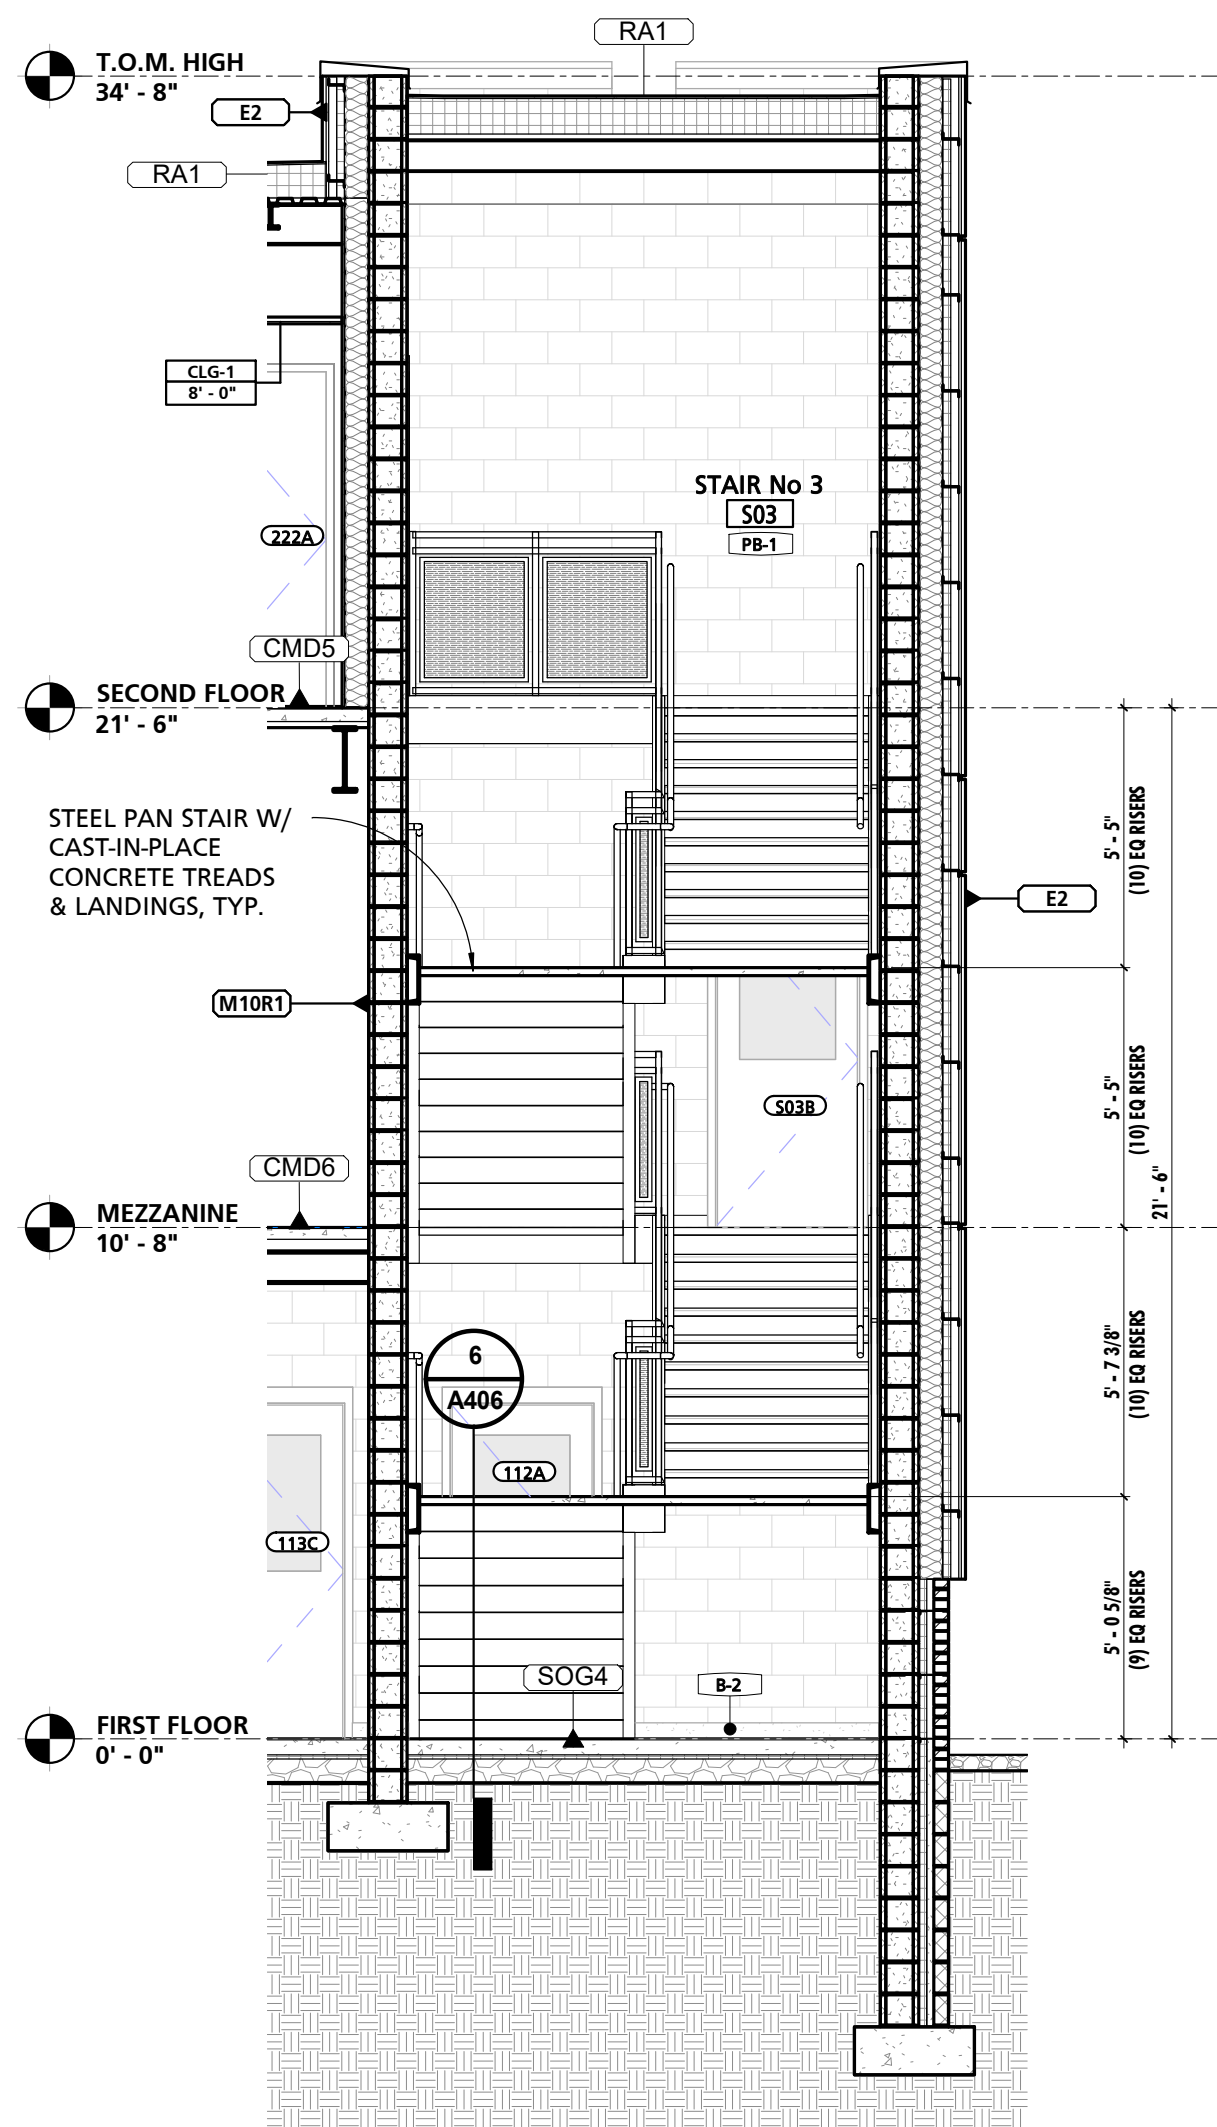 RA1
T.O.M. HIGH
34' - 8"
E2
RA1
CLG-1
8' - 0"
STAIR No 3
S03
PB-1
222A
CMD5
SECOND FLOOR
21' - 6"
STEEL PAN STAIR W/
CAST-IN-PLACE
CONCRETE TREADS
& LANDINGS, TYP.
5' - 5"
(10) EQ RISERS
E2
M10R1
S03B
5' - 5"
(10) EQ RISERS
21' - 6"
CMD6
MEZZANINE
10' - 8"
6
A406
5' - 7 3/8"
(10) EQ RISERS
112A
113C
5' - 0 5/8"
(9) EQ RISERS
SOG4
B-2
FIRST FLOOR
0' - 0"